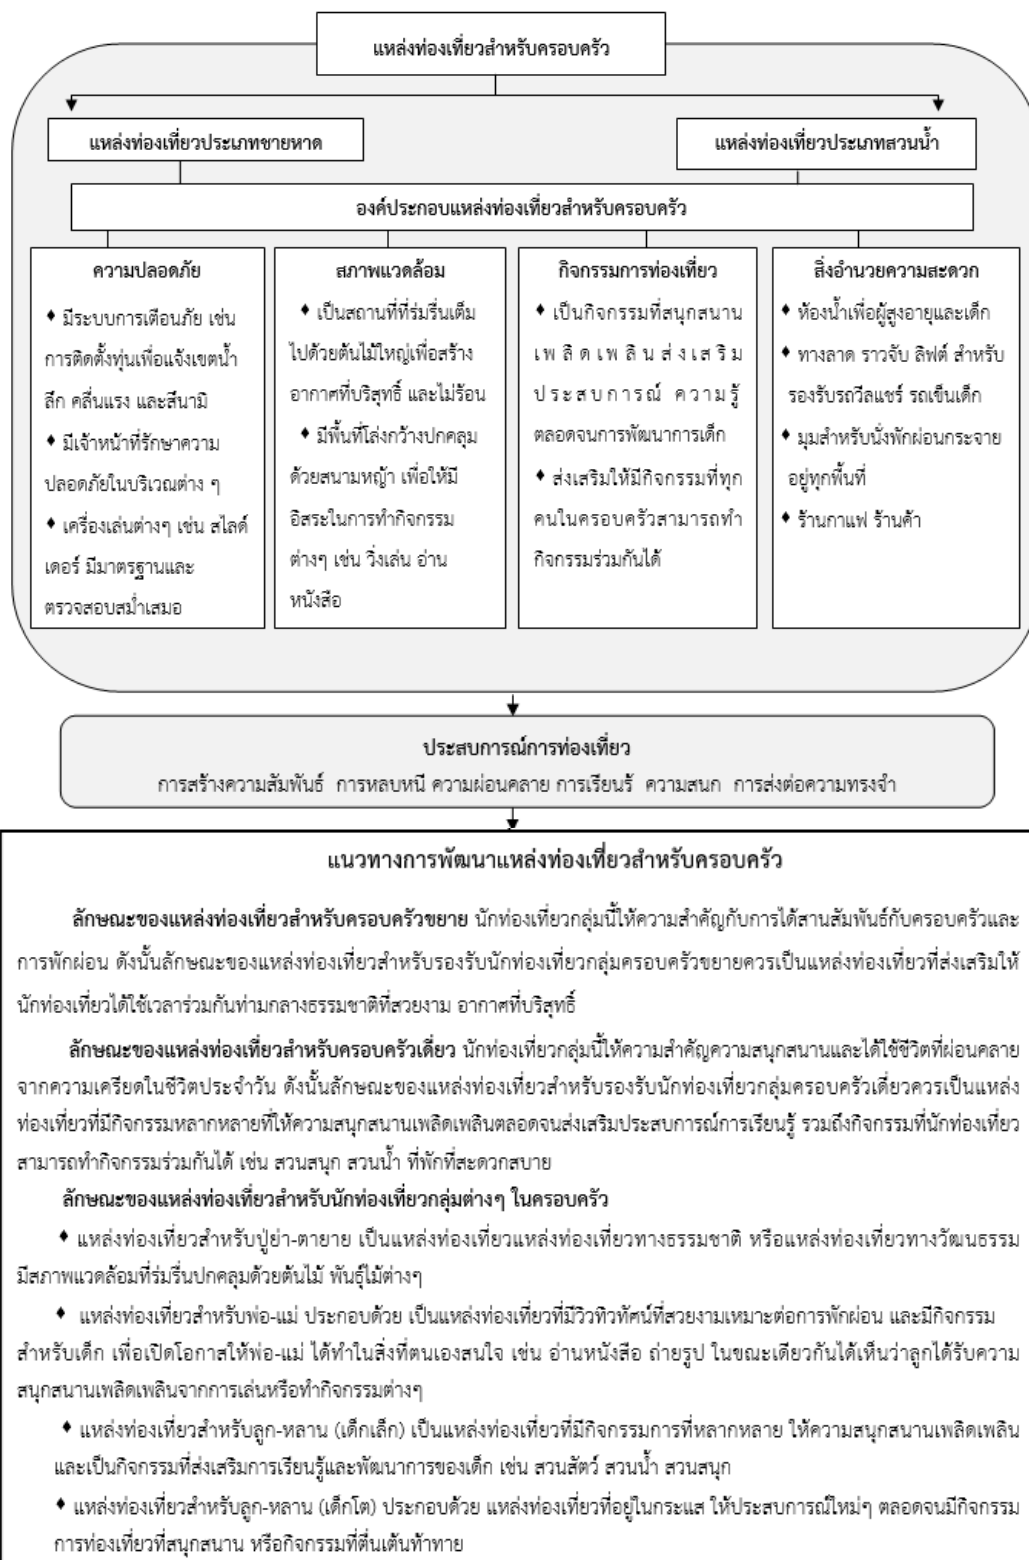 แหล่งท่องเที่ยวสำหรับครอบครัว
แหล่งท่องเที่ยวประเภทชายหาด
แหล่งท่องเที่ยวประเภทสวนน้ำ
องค์ประกอบแหล่งท่องเที่ยวสำหรับครอบครัว
ความปลอดภัย
♦ มีระบบการเตือนภัย เช่น
การติดตั้งทุ่นเพื่อแจ้งเขตน้ำ
ลึก คลื่นแรง และสึนามิ
♦ มีเจ้าหน้าที่รักษาความ
ปลอดภัยในบริเวณต่าง ๆ
♦ เครื่องเล่นต่างๆ เช่น สไลด์
เดอร์ มีมาตรฐานและ
ตรวจสอบสม่ำเสมอ
สภาพแวดล้อม
♦ เป็นสถานที่ที่ร่มรื่นเต็ม
ไปด้วยต้นไม้ใหญ่เพื่อสร้าง
อากาศที่บริสุทธิ์ และไม่ร้อน
♦ มีพื้นที่โล่งกว้างปกคลุม
ด้วยสนามหญ้า เพื่อให้มี
อิสระในการทำกิจกรรม
ต่างๆ เช่น วิ่งเล่น อ่าน
หนังสือ
กิจกรรมการท่องเที่ยว
♦ เป็นกิจกรรมที่สนุกสนาน
เพลิดเพลินส่งเสริม
ประสบการณ์ ความรู้
ตลอดจนการพัฒนาการเด็ก
♦ ส่งเสริมให้มีกิจกรรมที่ทุก
คนในครอบครัวสามารถทำ
กิจกรรมร่วมกันได้
สิ่งอำนวยความสะดวก
♦ ห้องน้ำเพื่อผู้สูงอายุและเด็ก
♦ ทางลาด ราวจับ ลิฟต์ สำหรับ
รองรับรถวีลแชร์ รถเข็นเด็ก
♦ มุมสำหรับนั่งพักผ่อนกระจาย
อยู่ทุกพื้นที่
♦ ร้านกาแฟ ร้านค้า
ประสบการณ์การท่องเที่ยว
การสร้างความสัมพันธ์ การหลบหนี ความผ่อนคลาย การเรียนรู้ ความสนก การส่งต่อความทรงจำ
แนวทางการพัฒนาแหล่งท่องเที่ยวสำหรับครอบครัว
ลักษณะของแหล่งท่องเที่ยวสำหรับครอบครัวขยาย นักท่องเที่ยวกลุ่มนี้ให้ความสำคัญกับการได้สานสัมพันธ์กับครอบครัวและ
การพักผ่อน ดังนั้นลักษณะของแหล่งท่องเที่ยวสำหรับรองรับนักท่องเที่ยวกลุ่มครอบครัวขยายควรเป็นแหล่งท่องเที่ยวที่ส่งเสริมให้
นักท่องเที่ยวได้ใช้เวลาร่วมกันท่ามกลางธรรมชาติที่สวยงาม อากาศที่บริสุทธิ์
ลักษณะของแหล่งท่องเที่ยวสำหรับครอบครัวเดี่ยว นักท่องเที่ยวกลุ่มนี้ให้ความสำคัญความสนุกสนานและได้ใช้ชีวิตที่ผ่อนคลาย
จากความเครียดในชีวิตประจำวัน ดังนั้นลักษณะของแหล่งท่องเที่ยวสำหรับรองรับนักท่องเที่ยวกลุ่มครอบครัวเดี่ยวควรเป็นแหล่ง
ท่องเที่ยวที่มีกิจกรรมหลากหลายที่ให้ความสนุกสนานเพลิดเพลินตลอดจนส่งเสริมประสบการณ์การเรียนรู้ รวมถึงกิจกรรมที่นักท่องเที่ยว
สามารถทำกิจกรรมร่วมกันได้ เช่น สวนสนุก สวนน้ำ ที่พักที่สะดวกสบาย
ลักษณะของแหล่งท่องเที่ยวสำหรับนักท่องเที่ยวกลุ่มต่างๆ ในครอบครัว
♦ แหล่งท่องเที่ยวสำหรับปู่ย่า-ตายาย เป็นแหล่งท่องเที่ยวแหล่งท่องเที่ยวทางธรรมชาติ หรือแหล่งท่องเที่ยวทางวัฒนธรรม
มีสภาพแวดล้อมที่ร่มรื่นปกคลุมด้วยต้นไม้ พันธุ์ไม้ต่างๆ
♦ แหล่งท่องเที่ยวสำหรับพ่อ-แม่ ประกอบด้วย เป็นแหล่งท่องเที่ยวที่มีวิวทิวทัศน์ที่สวยงามเหมาะต่อการพักผ่อน และมีกิจกรรม
สำหรับเด็ก เพื่อเปิดโอกาสให้พ่อ-แม่ ได้ทำในสิ่งที่ตนเองสนใจ เช่น อ่านหนังสือ ถ่ายรูป ในขณะเดียวกันได้เห็นว่าลูกได้รับความ
สนุกสนานเพลิดเพลินจากการเล่นหรือทำกิจกรรมต่างๆ
♦ แหล่งท่องเที่ยวสำหรับลูก-หลาน (เด็กเล็ก) เป็นแหล่งท่องเที่ยวที่มีกิจกรรมการที่หลากหลาย ให้ความสนุกสนานเพลิดเพลิน
และเป็นกิจกรรมที่ส่งเสริมการเรียนรู้และพัฒนาการของเด็ก เช่น สวนสัตว์ สวนน้ำ สวนสนุก
♦ แหล่งท่องเที่ยวสำหรับลูก-หลาน (เด็กโต) ประกอบด้วย แหล่งท่องเที่ยวที่อยู่ในกระแส ให้ประสบการณ์ใหม่ๆ ตลอดจนมีกิจกรรม
การท่องเที่ยวที่สนุกสนาน หรือกิจกรรมที่ตื่นเต้นท้าทาย